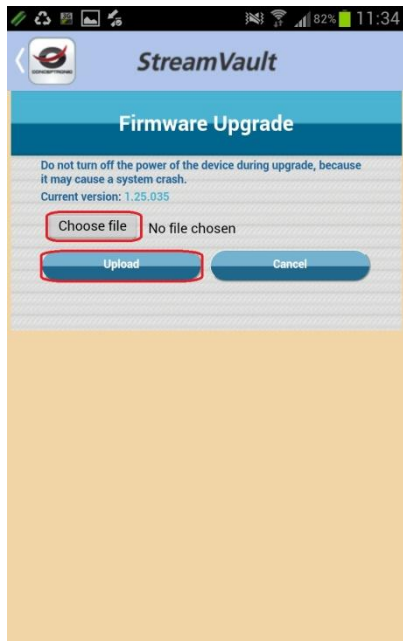 82% 11:34
CONCEPTRONIC
StreamVault
Firmware Upgrade
Do not turn off the power of the device during upgrade, because
it may cause a system crash.
Current version: 1.25.035
Choose file No file chosen
Upload Cancel